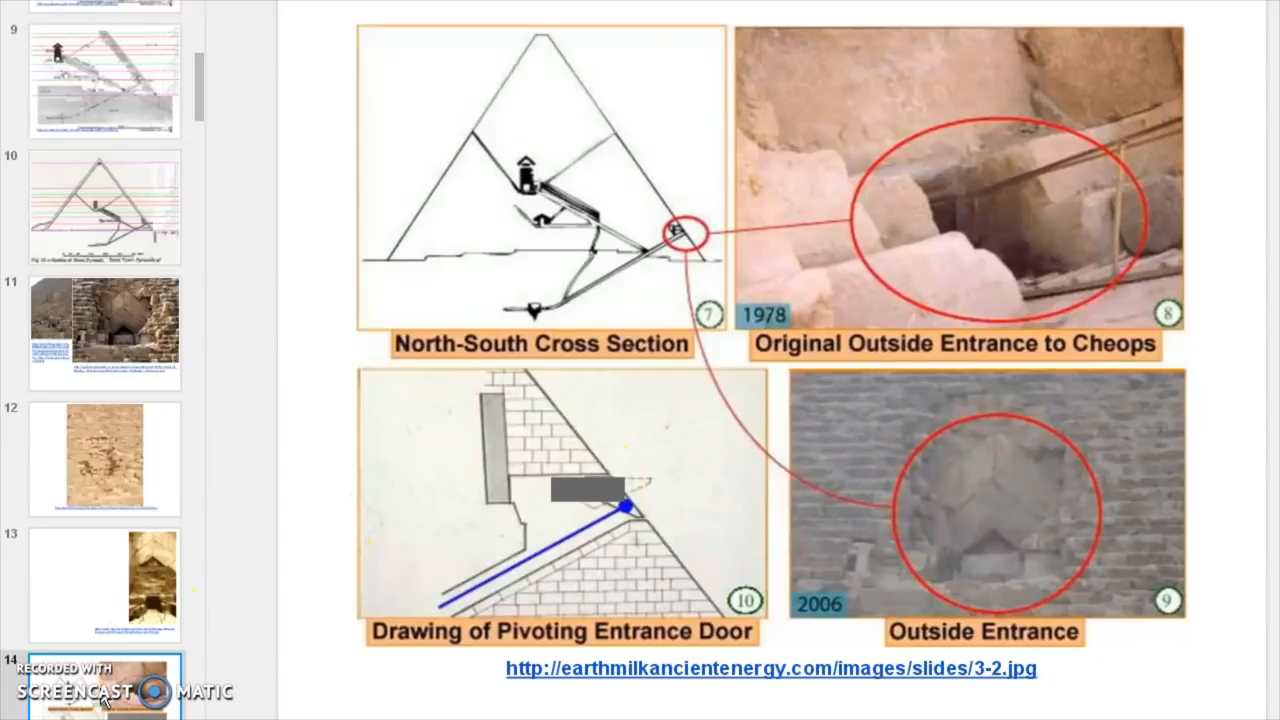 9
10
11
12
13
14
7
1978
8
North-South Cross Section
Original Outside Entrance to Cheops
10
2006
9
Drawing of Pivoting Entrance Door
Outside Entrance
http://earthmilkancientenergy.com/images/slides/3-2.jpg
RECORDED WITH
SCREENCAST MATIC